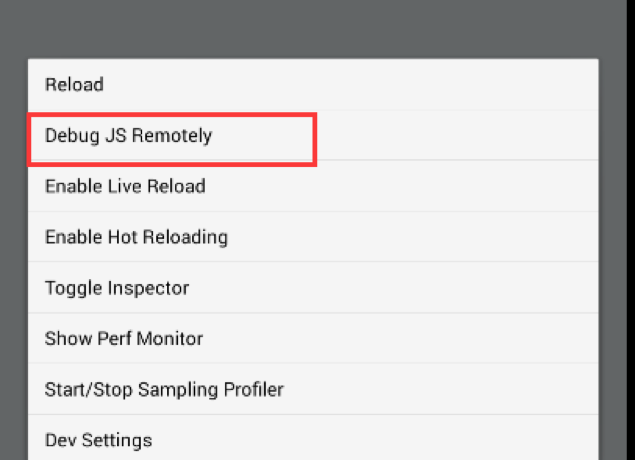 Reload
Debug JS Remotely
Enable Live Reload
Enable Hot Reloading
Toggle Inspector
Show Perf Monitor
Start/Stop Sampling Profiler
Dev Settings